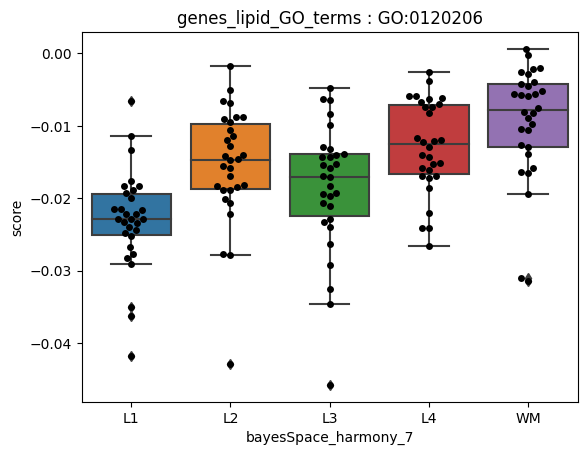 genes_lipid_GO_terms : GO:0120206
0.00
−0.01
−0.02
−0.03
−0.04
score
L1 L2 L3 L4 WM
bayesSpace_harmony_7